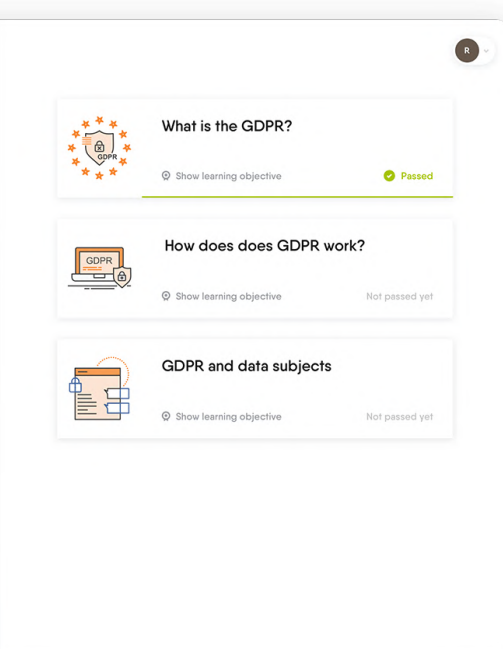 R
What is the GDPR?
GDPR
Show learning objective
Passed
How does does GDPR work?
GDPR
Show learning objective
Not passed yet
GDPR and data subjects
Show learning objective
Not passed yet